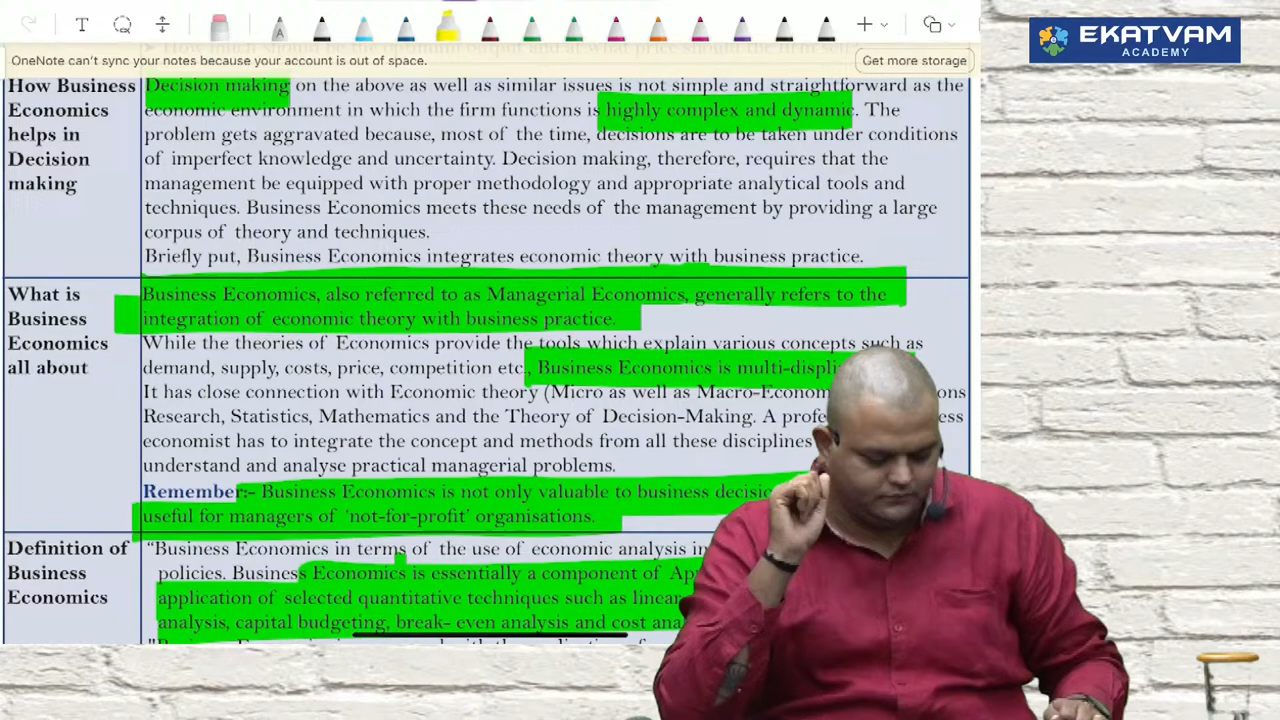 EKATVAM
ACADEMY
OneNote can't sync your notes because your account is out of space.
Get more storage
How Business
Economics
helps in
Decision
making
Decision making on the above as well as similar issues is not simple and straightforward as the
economic environment in which the firm functions is highly complex and dynamic. The
problem gets aggravated because, most of the time, decisions are to be taken under conditions
of imperfect knowledge and uncertainty. Decision making, therefore, requires that the
management be equipped with proper methodology and appropriate analytical tools and
techniques. Business Economics meets these needs of the management by providing a large
corpus of theory and techniques.
Briefly put, Business Economics integrates economic theory with business practice.
What is
Business
Economics
all about
Business Economics, also referred to as Managerial Economics, generally refers to the
integration of economic theory with business practice.
While the theories of Economics provide the tools which explain various concepts such as
demand, supply, costs, price, competition etc., Business Economics is multi-displi
It has close connection with Economic theory (Micro as well as Macro-Econom ons
Research, Statistics, Mathematics and the Theory of Decision-Making. A profe ess
economist has to integrate the concept and methods from all these disciplines
understand and analyse practical managerial problems.
Remember:- Business Economics is not only valuable to business decisio
useful for managers of 'not-for-profit' organisations.
Definition of
Business
Economics
"Business Economics in terms of the use of economic analysis in
policies. Business Economics is essentially a component of Ap
application of selected quantitative techniques such as linear
analysis, capital budgeting, break- even analysis and cost ana